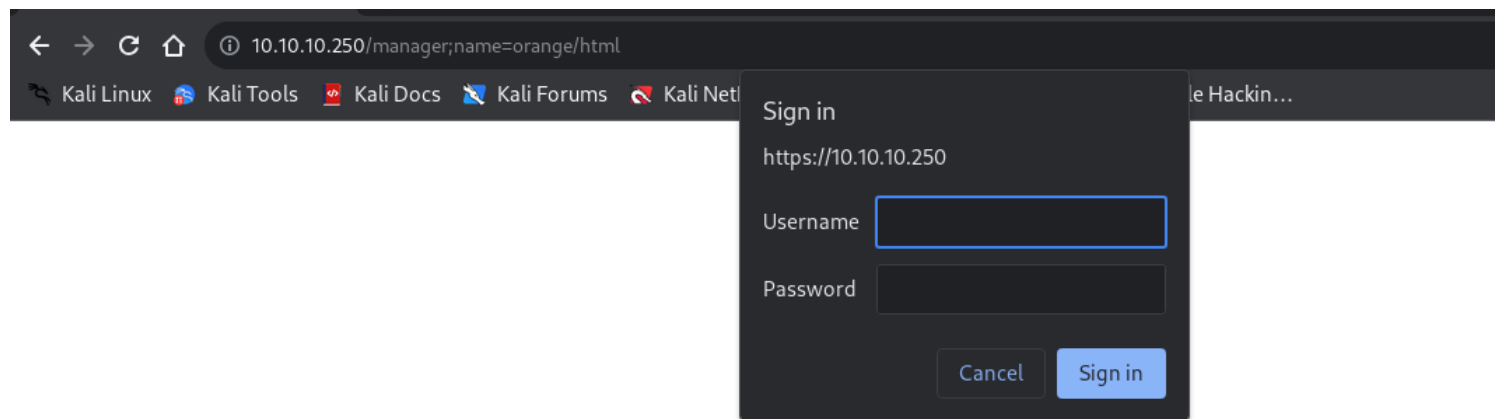 10.10.10.250/manager;name=orange/html
Kali Linux Kali Tools Kali Docs Kali Forums Kali Net le Hackin…
Sign in
https://10.10.10.250
Username
Password
Cancel Sign in